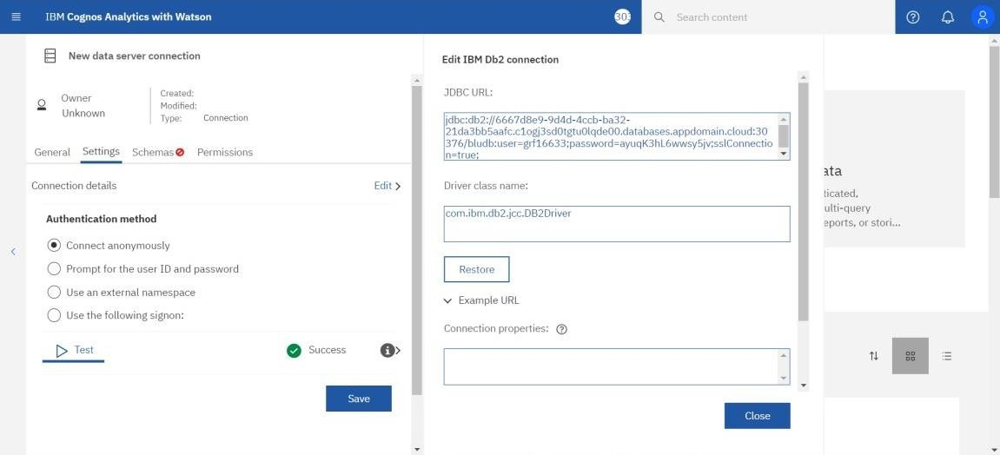 IBM Cognos Analytics with Watson
303
Search content
New data server connection
Owner
Unknown
Created:
Modified:
Type: Connection
General Settings Schemas Permissions
Connection details
Edit
Authentication method
Connect anonymously
Prompt for the user ID and password
Use an external namespace
Use the following signon:
Test
Success
Save
Edit IBM Db2 connection
JDBC URL:
jdbc:db2://6667d8e9-9d4d-4ccb-ba32-
21da3bb5aafc.c1ogj3sd0tgtu0lqde00.databases.appdomain.cloud:30
376/bludb:user=grf16633;password=ayuqK3hL6wwsy5jv;sslConnectio
n=true;
Driver class name:
com.ibm.db2.jcc.DB2Driver
Restore
Example URL
Connection properties:
Close
ata
ticated,
ulti-query
eports, or stori...